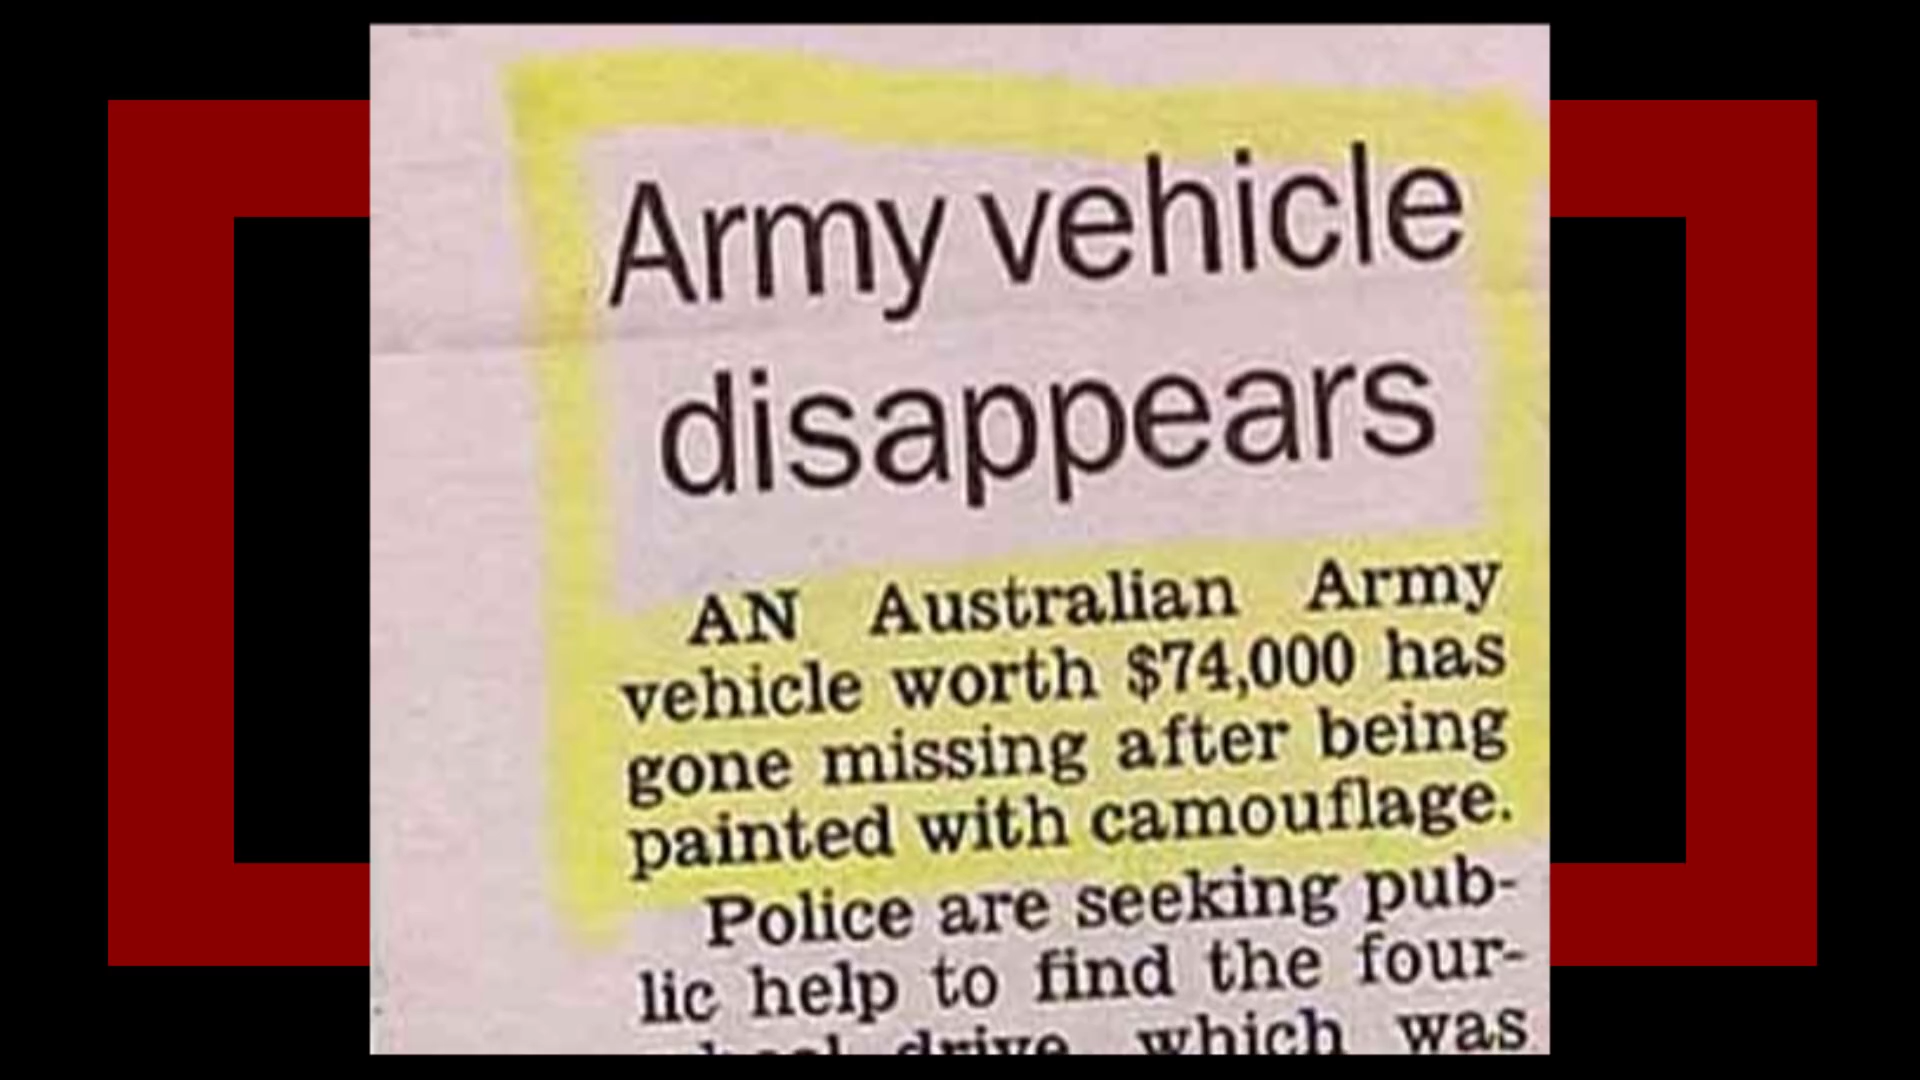 Army vehicle
disappears
AN Australian Army
vehicle worth $74,000 has
gone missing after being
painted with camouflage.
Police are seeking pub-
lic help to find the four-
drive, which was